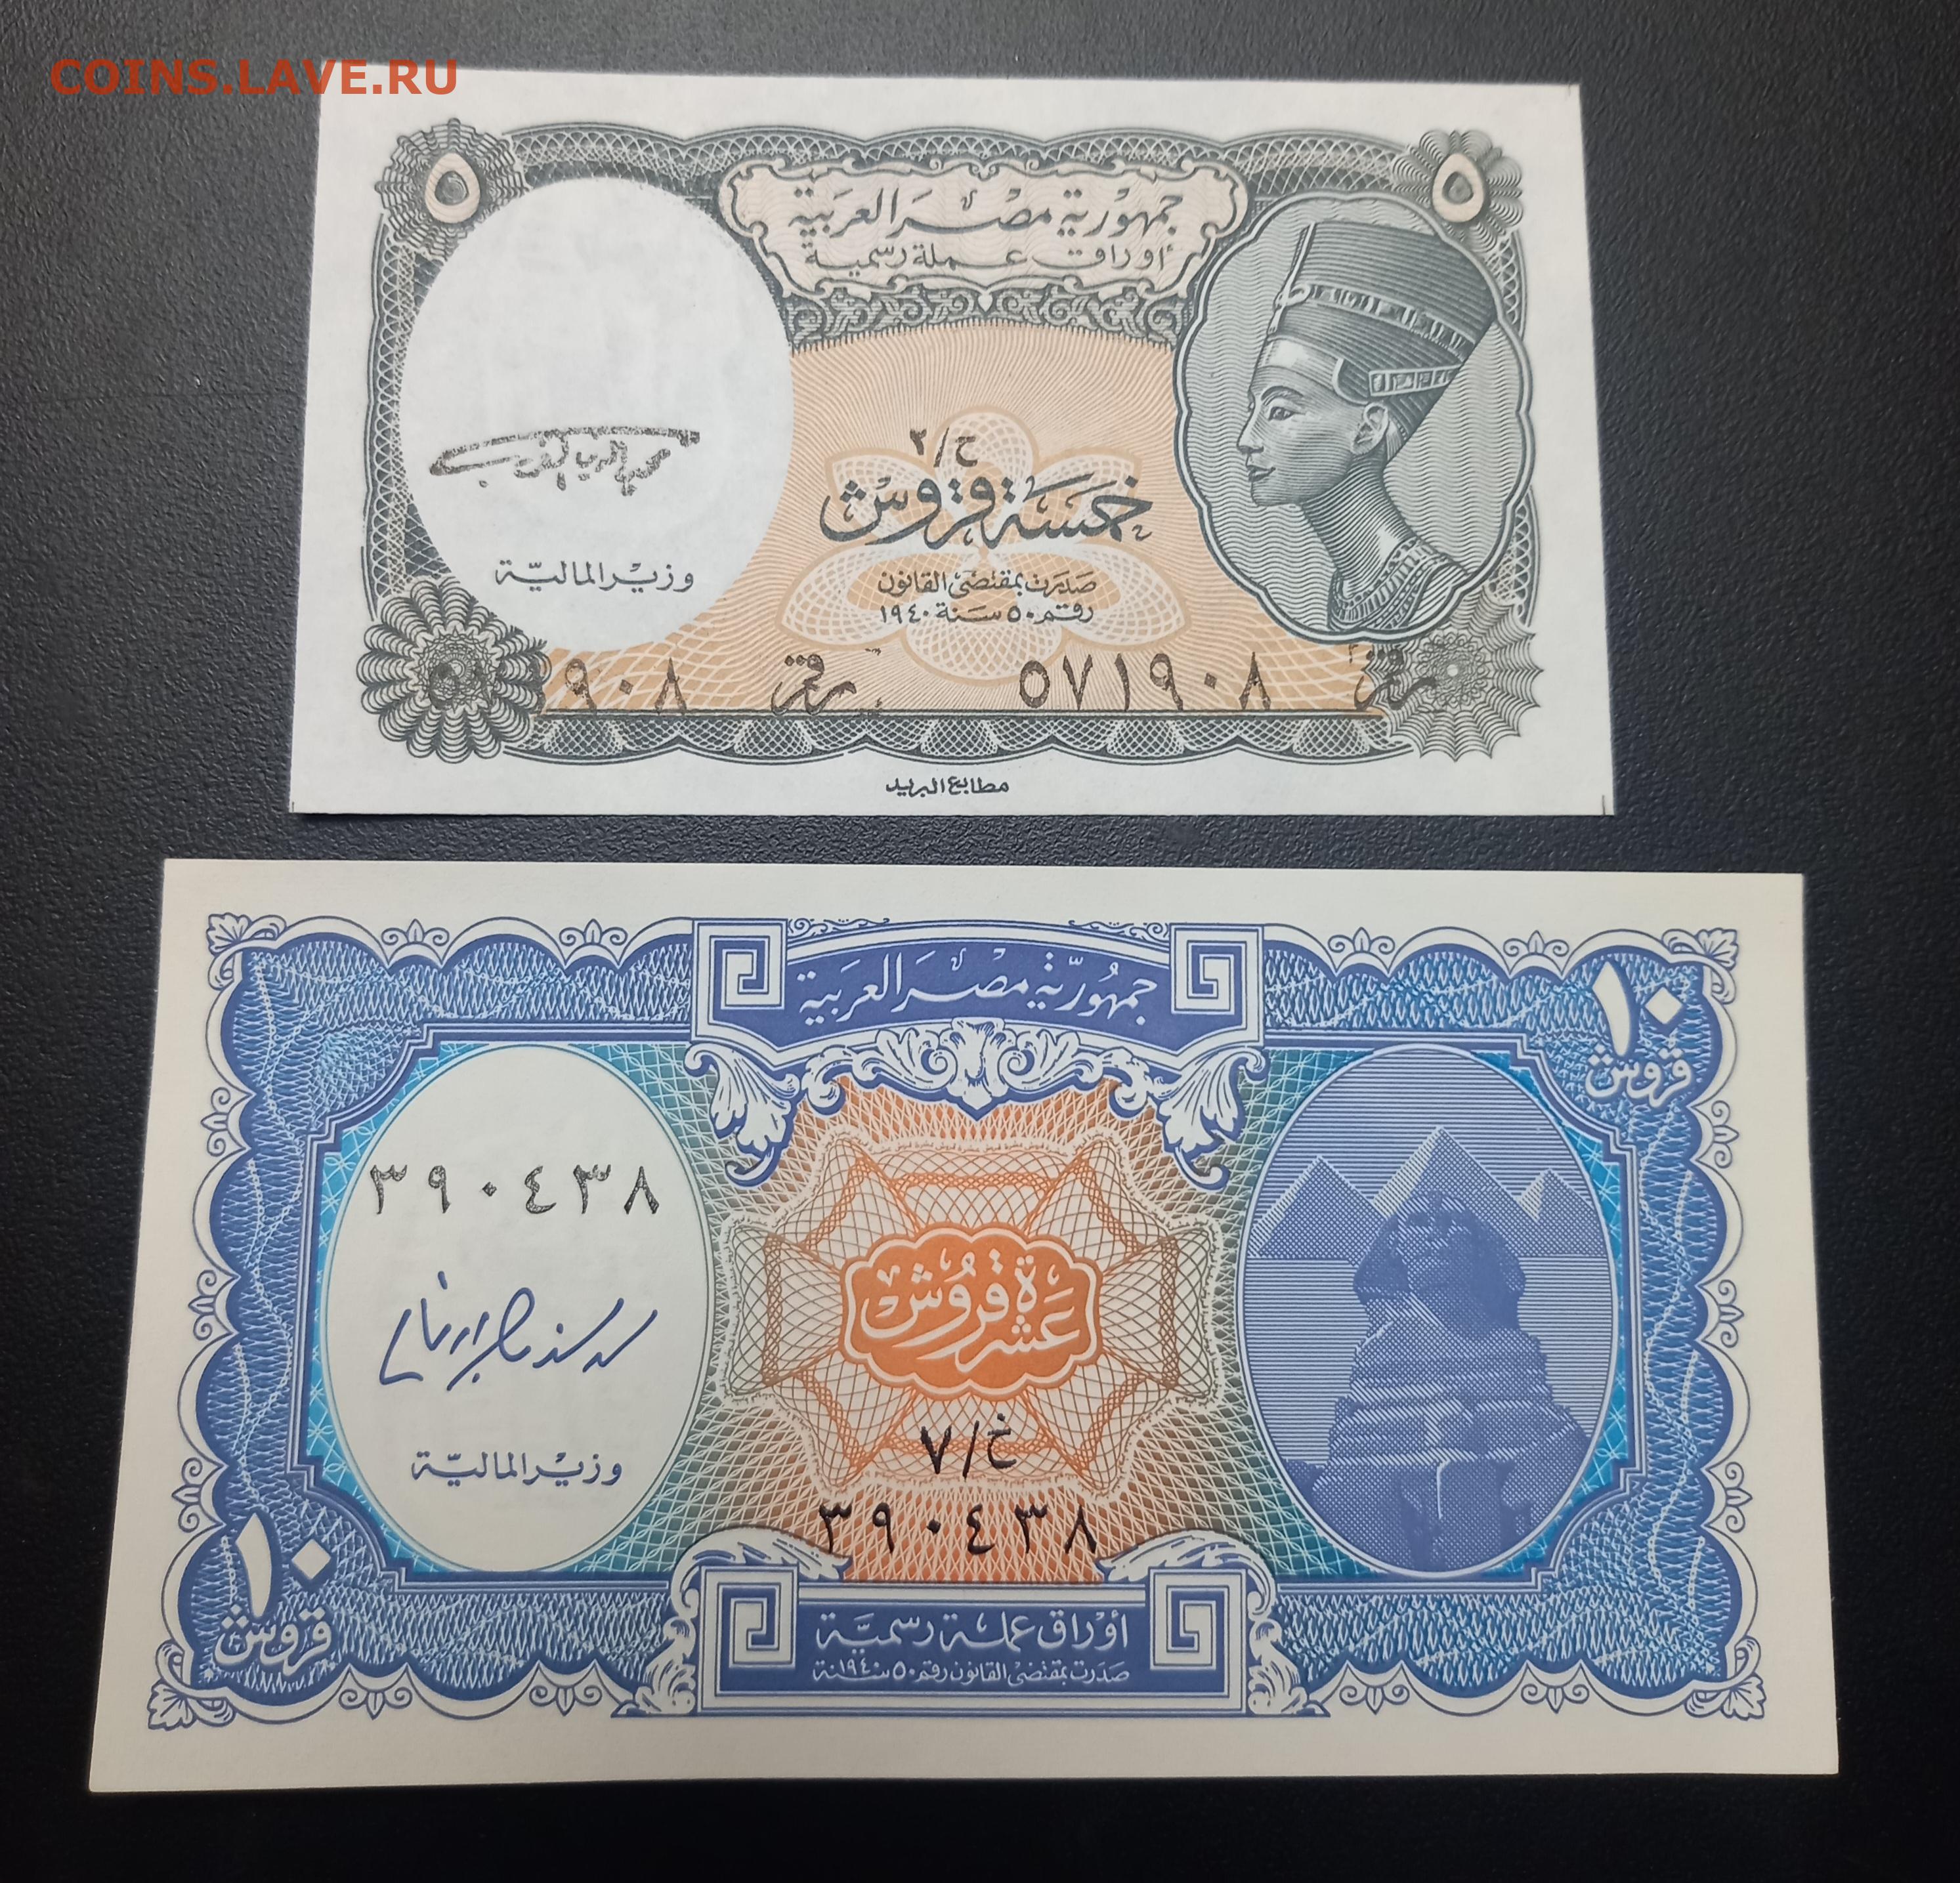 COINS.LAVE.RU
٥
٥
جمهورية مصر العربية
أوراق عملة رسمية
ح/٢
خمسة قروش
وزير المالية
صدرت بمقتضى القانون
رقم ٥٠ سنة ١٩٤٠
رقم ٥٧١٩٠٨
رقم ٩٠٨
مطابع البريد
جمهورية مصر العربية
١٠
قروش
٣٩٠٤٣٨
عشرة قروش
وزير المالية
خ/٧
٣٩٠٤٣٨
١٠
قروش
أوراق عملة رسمية
صدرت بمقتضى القانون رقم ٥٠ سنة ١٩٤٠